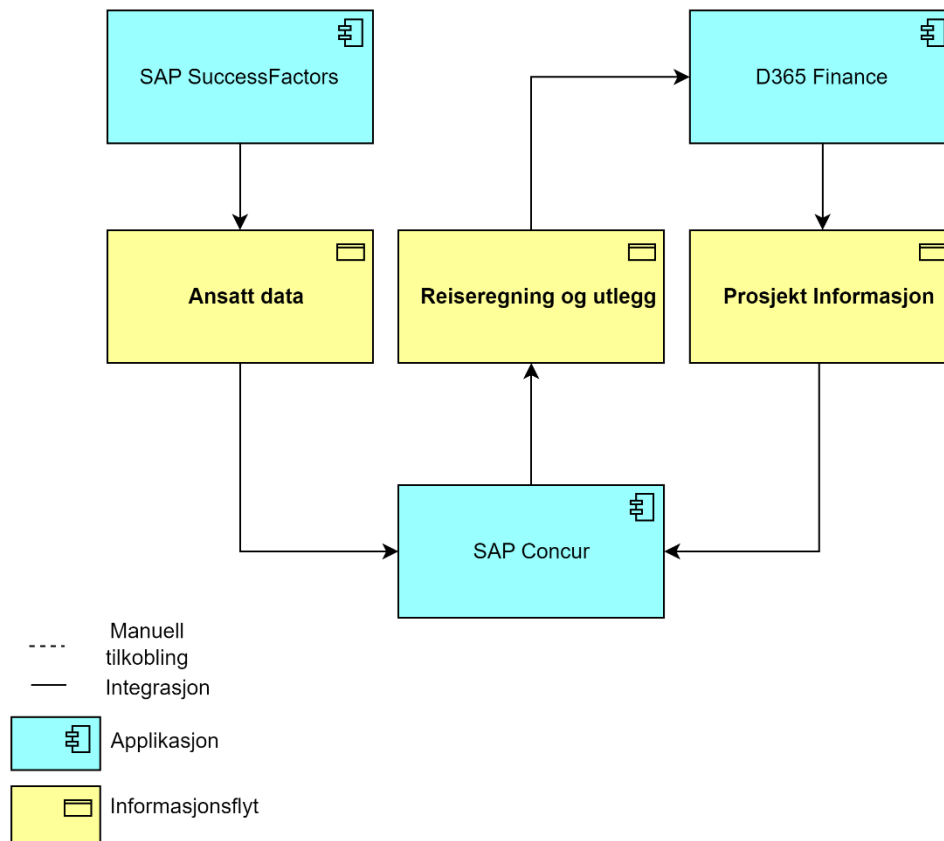 SAP SuccessFactors
D365 Finance
Ansatt data
Reiseregning og utlegg
Prosjekt Informasjon
SAP Concur
Manuell
tilkobling
Integrasjon
Applikasjon
Informasjonsflyt